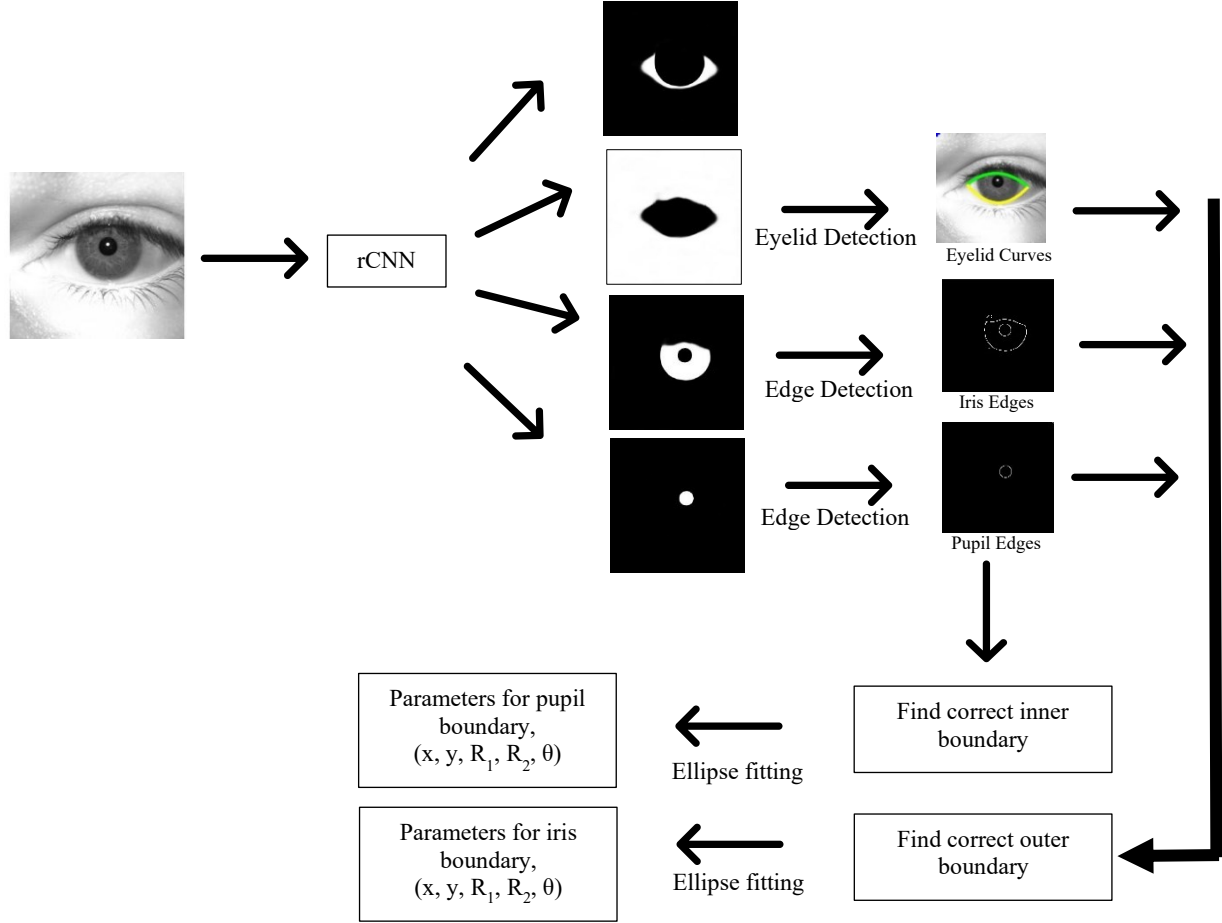 rCNN
Eyelid Detection
Eyelid Curves
Edge Detection
Iris Edges
Edge Detection
Pupil Edges
Parameters for pupil
boundary,
(x, y, R₁, R₂, θ)
Ellipse fitting
Find correct inner
boundary
Parameters for iris
boundary,
(x, y, R₁, R₂, θ)
Ellipse fitting
Find correct outer
boundary